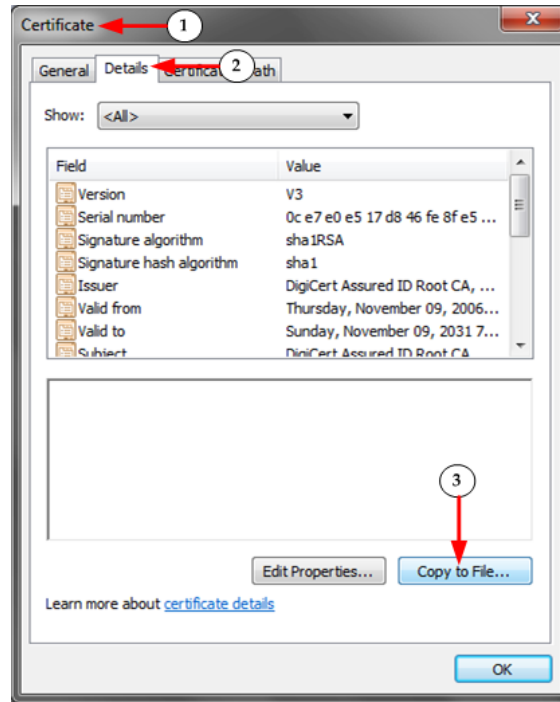 Certificate
1
General Details
2
Show: <All>
Field Value
Version V3
Serial number 0c e7 e0 e5 17 d8 46 fe 8f e5 ...
Signature algorithm sha1RSA
Signature hash algorithm sha1
Issuer DigiCert Assured ID Root CA, ...
Valid from Thursday, November 09, 2006...
Valid to Sunday, November 09, 2031 7...
Subject DigiCert Assured ID Root CA
3
Edit Properties... Copy to File...
Learn more about certificate details
OK